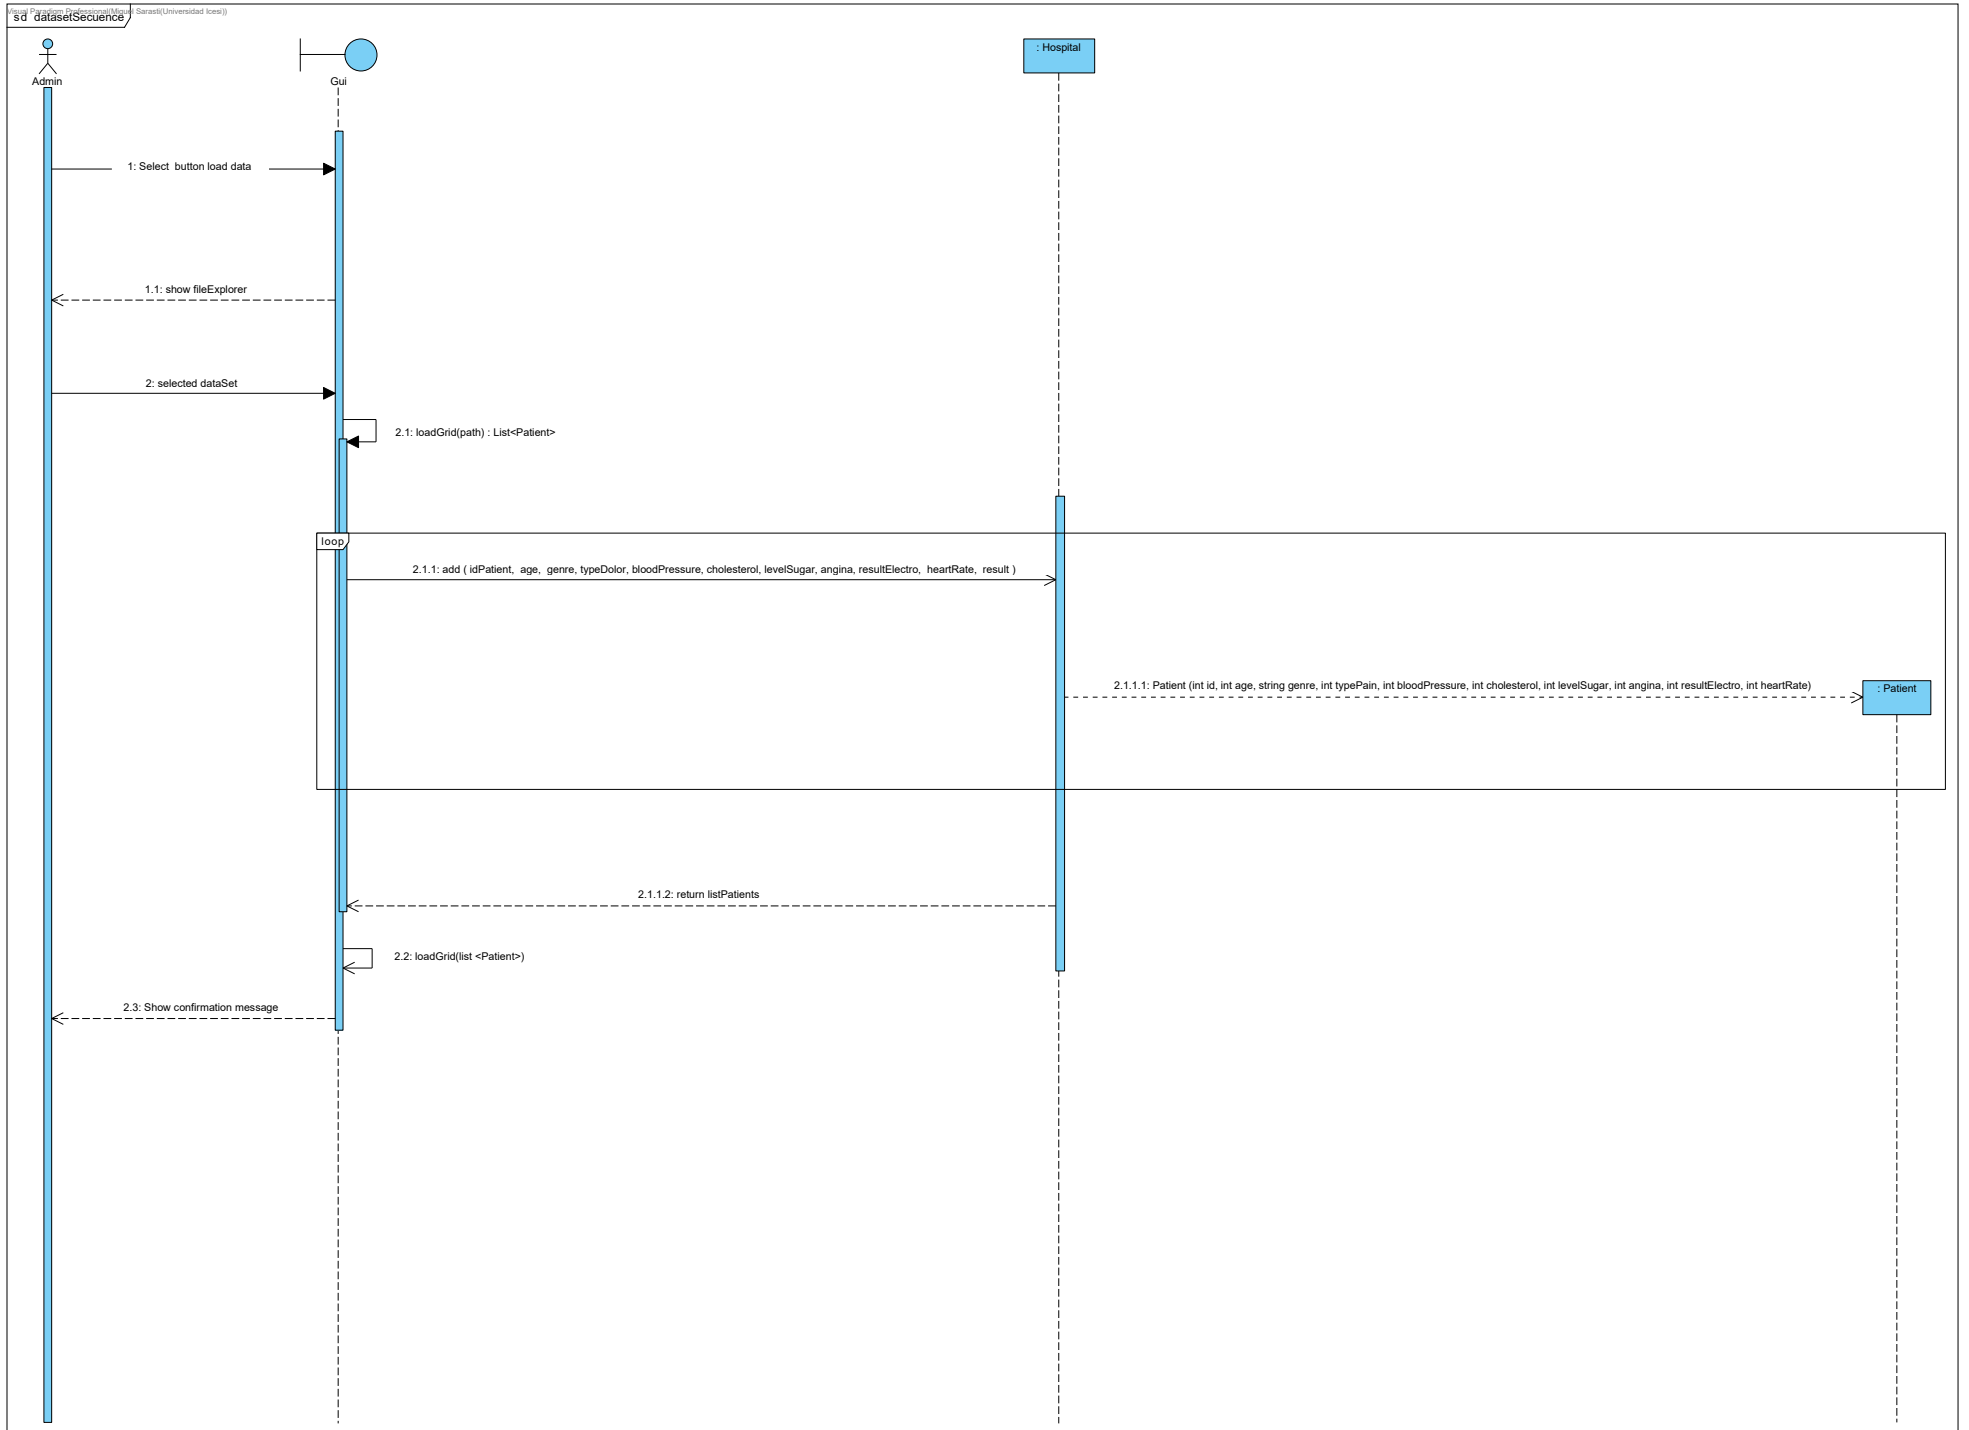 Visual Paradigm Professional(Miguel Sarasti(Universidad Icesi))
sd datasetSecuence
Admin
Gui
: Hospital
1: Select button load data
1.1: show fileExplorer
2: selected dataSet
2.1: loadGrid(path) : List<Patient>
loop
2.1.1: add ( idPatient, age, genre, typeDolor, bloodPressure, cholesterol, levelSugar, angina, resultElectro, heartRate, result )
2.1.1.1: Patient (int id, int age, string genre, int typePain, int bloodPressure, int cholesterol, int levelSugar, int angina, int resultElectro, int heartRate)
: Patient
2.1.1.2: return listPatients
2.2: loadGrid(list <Patient>)
2.3: Show confirmation message